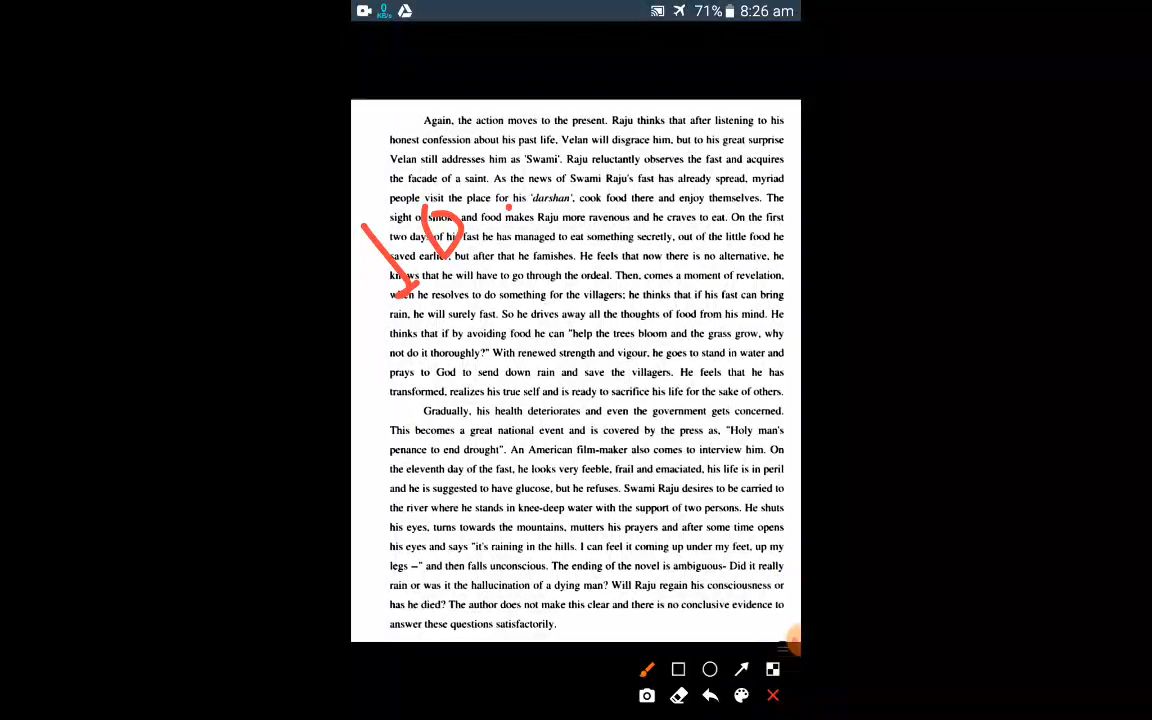 0
KB/s
71% 8:26 am
Again, the action moves to the present. Raju thinks that after listening to his
honest confession about his past life, Velan will disgrace him, but to his great surprise
Velan still addresses him as 'Swami'. Raju reluctantly observes the fast and acquires
the facade of a saint. As the news of Swami Raju's fast has already spread, myriad
people visit the place for his 'darshan', cook food there and enjoy themselves. The
sight of smoke and food makes Raju more ravenous and he craves to eat. On the first
two days of his fast he has managed to eat something secretly, out of the little food he
saved earlier, but after that he famishes. He feels that now there is no alternative, he
knows that he will have to go through the ordeal. Then, comes a moment of revelation,
when he resolves to do something for the villagers; he thinks that if his fast can bring
rain, he will surely fast. So he drives away all the thoughts of food from his mind. He
thinks that if by avoiding food he can "help the trees bloom and the grass grow, why
not do it thoroughly?" With renewed strength and vigour, he goes to stand in water and
prays to God to send down rain and save the villagers. He feels that he has
transformed, realizes his true self and is ready to sacrifice his life for the sake of others.
Gradually, his health deteriorates and even the government gets concerned.
This becomes a great national event and is covered by the press as, "Holy man's
penance to end drought". An American film-maker also comes to interview him. On
the eleventh day of the fast, he looks very feeble, frail and emaciated, his life is in peril
and he is suggested to have glucose, but he refuses. Swami Raju desires to be carried to
the river where he stands in knee-deep water with the support of two persons. He shuts
his eyes, turns towards the mountains, mutters his prayers and after some time opens
his eyes and says "it's raining in the hills. I can feel it coming up under my feet, up my
legs –" and then falls unconscious. The ending of the novel is ambiguous- Did it really
rain or was it the hallucination of a dying man? Will Raju regain his consciousness or
has he died? The author does not make this clear and there is no conclusive evidence to
answer these questions satisfactorily.